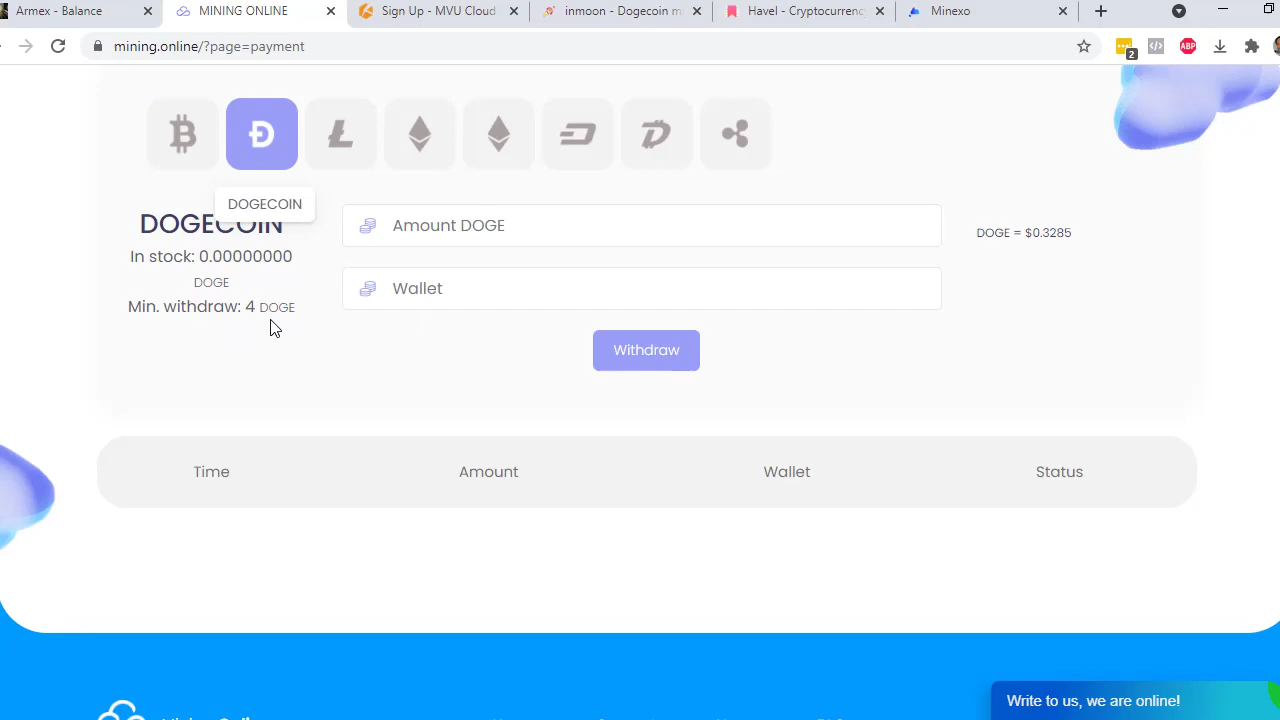 Armex - Balance
MINING ONLINE
Sign Up - MVU Cloud
inmoon - Dogecoin m
Havel - Cryptocurrenc
Minexo
mining.online/?page=payment
2
ABP
DOGECOIN
DOGECOIN
In stock: 0.00000000
DOGE
Min. withdraw: 4 DOGE
Amount DOGE
Wallet
Withdraw
DOGE = $0.3285
Time Amount Wallet Status
Write to us, we are online!